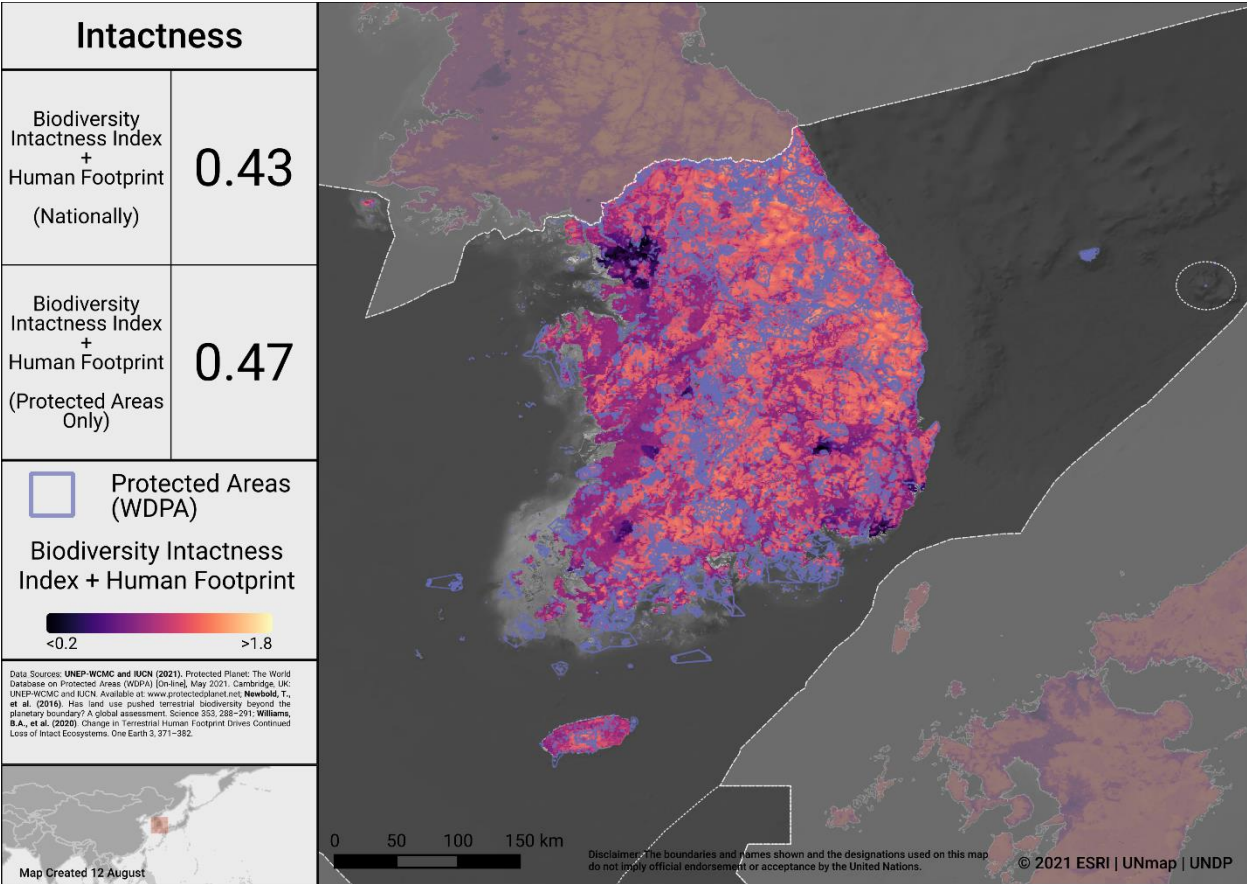 Intactness
Biodiversity
Intactness Index
+
Human Footprint
(Nationally)
0.43
Biodiversity
Intactness Index
+
Human Footprint
(Protected Areas
Only)
0.47
Protected Areas
(WDPA)
Biodiversity Intactness
Index + Human Footprint
<0.2 >1.8
Data Sources: UNEP-WCMC and IUCN (2021). Protected Planet: The World
Database on Protected Areas (WDPA) [On-line], May 2021. Cambridge, UK:
UNEP-WCMC and IUCN. Available at: www.protectedplanet.net; Newbold, T.,
et al. (2016). Has land use pushed terrestrial biodiversity beyond the
planetary boundary? A global assessment. Science 353, 288–291; Williams,
B.A., et al. (2020). Change in Terrestrial Human Footprint Drives Continued
Loss of Intact Ecosystems. One Earth 3, 371–382.
Map Created 12 August
0 50 100 150 km
Disclaimer: The boundaries and names shown and the designations used on this map
do not imply official endorsement or acceptance by the United Nations.
© 2021 ESRI | UNmap | UNDP